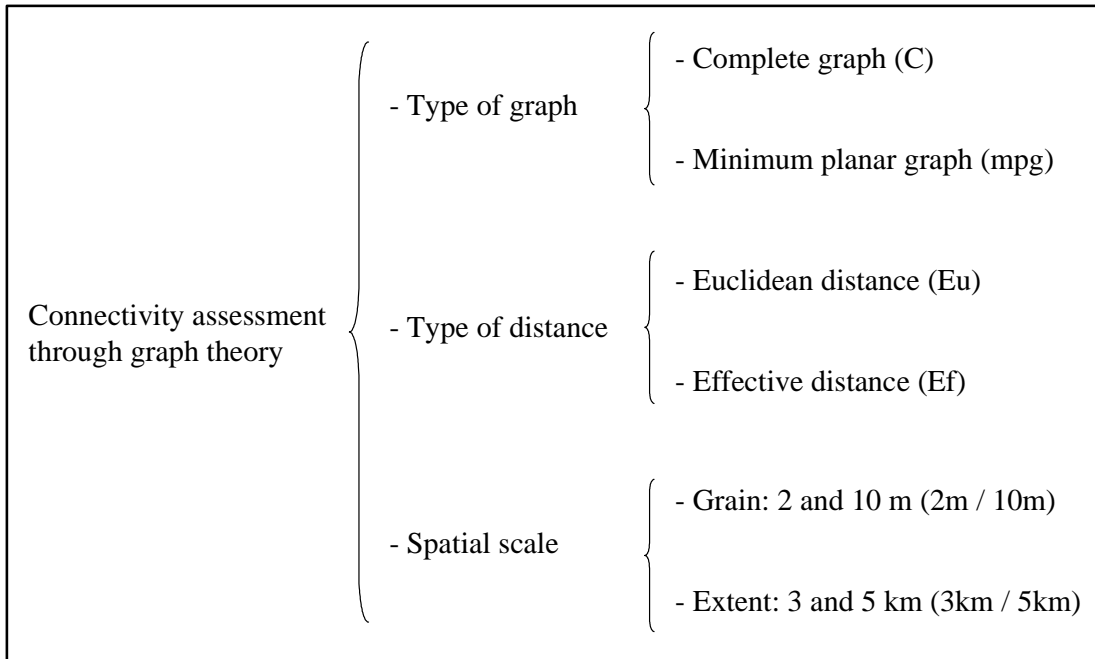 Connectivity assessment
through graph theory
- Type of graph
- Complete graph (C)
- Minimum planar graph (mpg)
- Type of distance
- Euclidean distance (Eu)
- Effective distance (Ef)
- Spatial scale
- Grain: 2 and 10 m (2m / 10m)
- Extent: 3 and 5 km (3km / 5km)